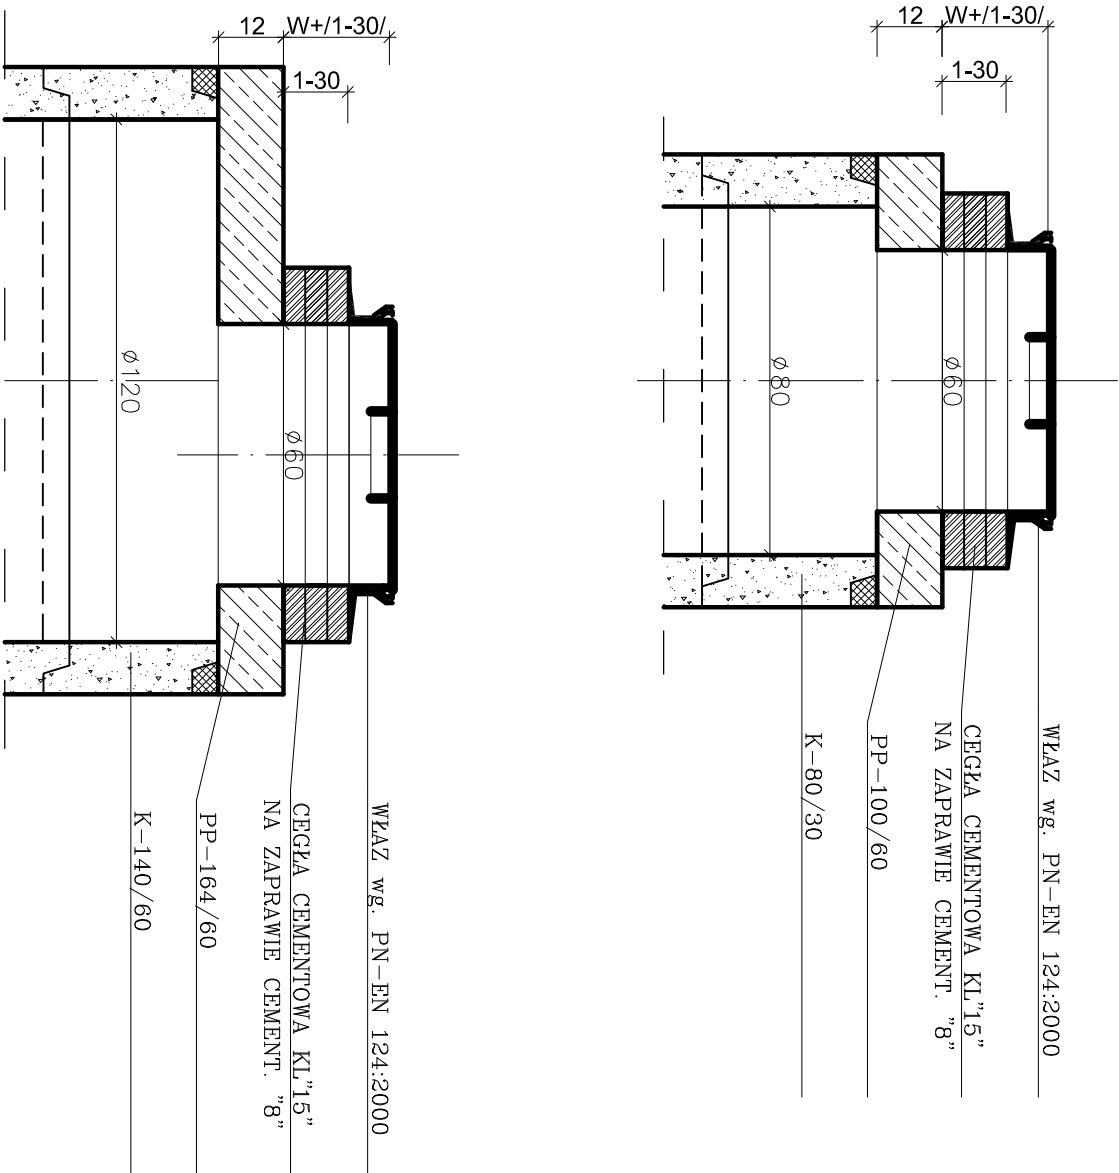 12
W+/1-30/
1-30
ø120
ø60
WŁAZ wg. PN-EN 124:2000
CEGŁA CEMENTOWA KL"15"
NA ZAPRAWIE CEMENT. "8"
PP-164/60
K-140/60
12
W+/1-30/
1-30
ø80
ø60
WŁAZ wg. PN-EN 124:2000
CEGŁA CEMENTOWA KL"15"
NA ZAPRAWIE CEMENT. "8"
PP-100/60
K-80/30